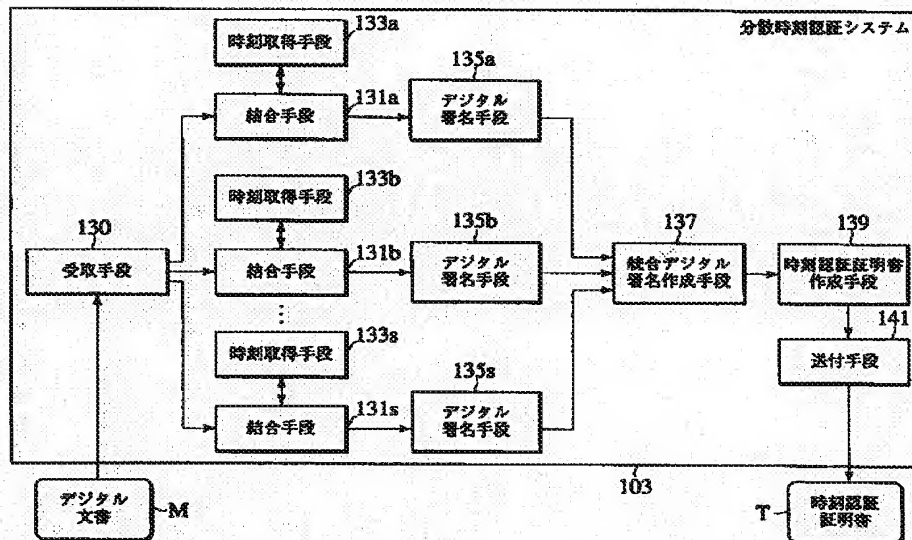 分散時刻認証システム
133a
時刻取得手段
135a
131a
結合手段
デジタル
署名手段
133b
時刻取得手段
130
135b
137
139
受取手段
131b
結合手段
デジタル
署名手段
統合デジタル
署名作成手段
時刻認証証明書
作成手段
⋮
133s
時刻取得手段
141
送付手段
135s
131s
結合手段
デジタル
署名手段
103
デジタル
文書
M
T
時刻認証
証明書